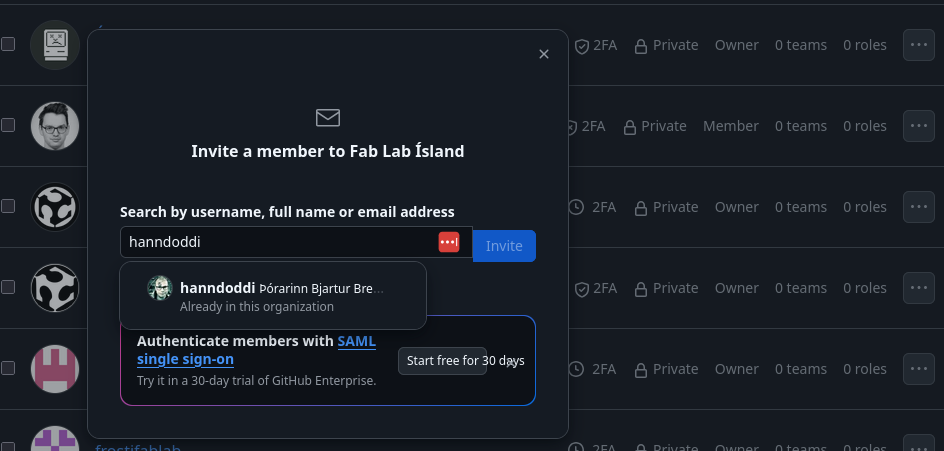 2FA Private Owner 0 teams 0 roles
Invite a member to Fab Lab Ísland
2FA Private Member 0 teams 0 roles
Search by username, full name or email address
2FA Private Owner 0 teams 0 roles
hanndoddi
Invite
hanndoddi Þórarinn Bjartur Bre...
Already in this organization
2FA Private Owner 0 teams 0 roles
Authenticate members with SAML
single sign-on
Start free for 30 days
Try it in a 30-day trial of GitHub Enterprise.
2FA Private Owner 0 teams 0 roles
frostifablab
2FA Private Owner 0 teams 0 roles